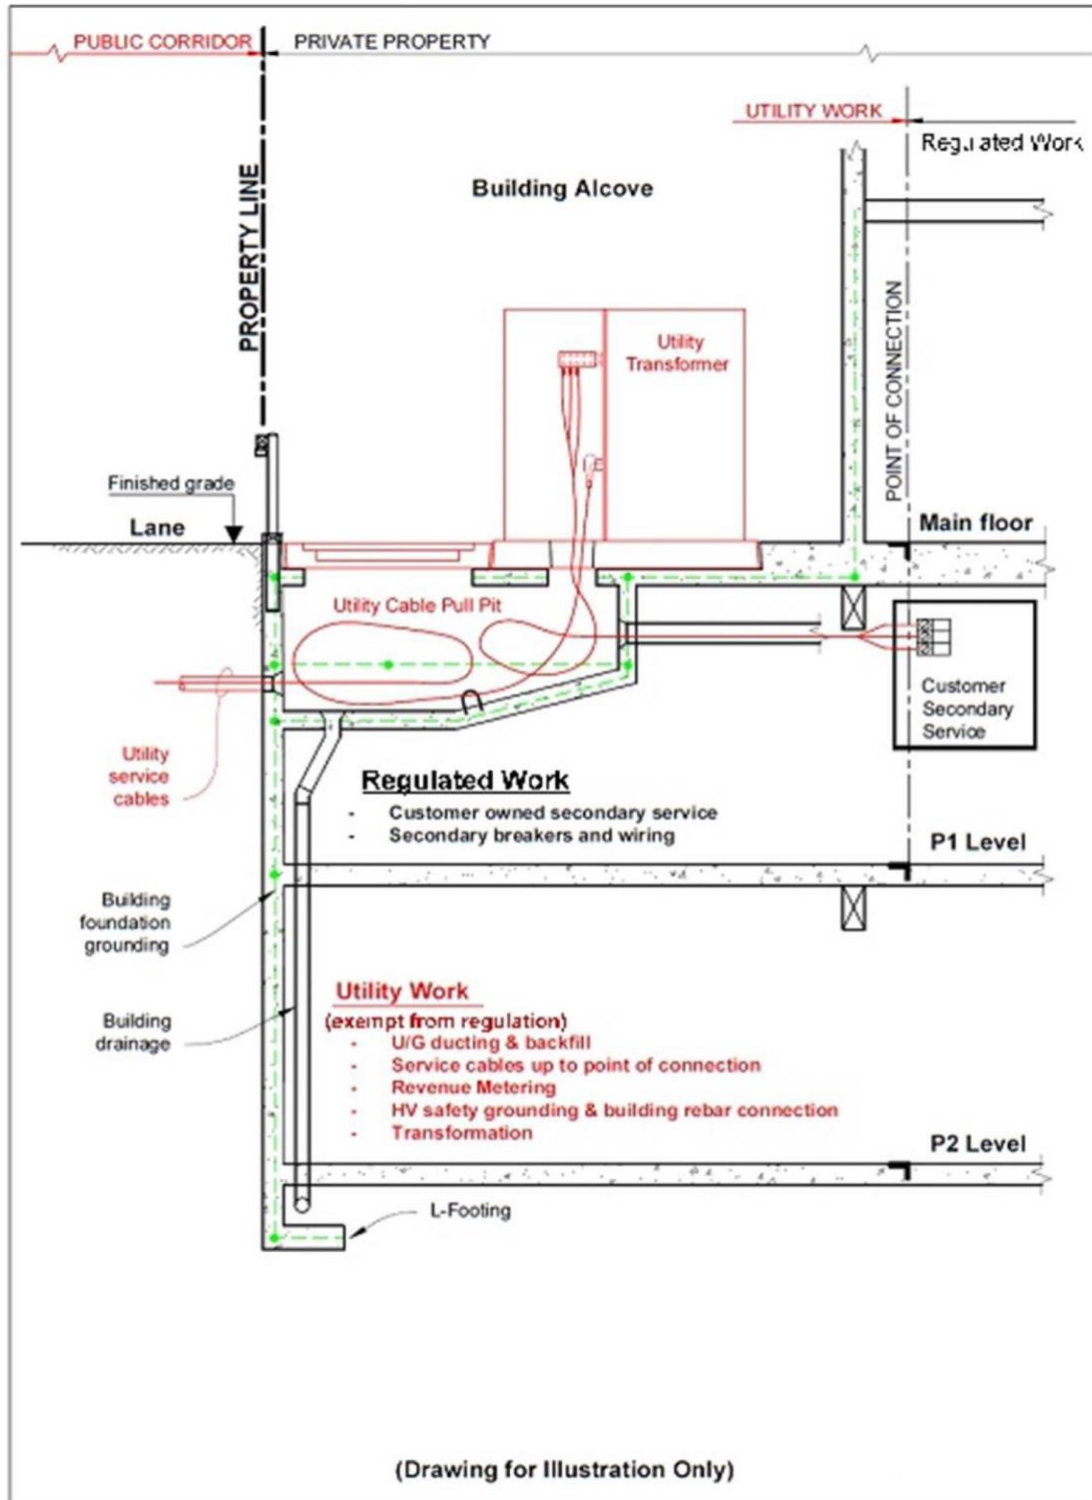 PUBLIC CORRIDOR
PRIVATE PROPERTY
UTILITY WORK
Regulated Work
Building Alcove
PROPERTY LINE
POINT OF CONNECTION
Utility
Transformer
Finished grade
Lane
Main floor
Utility Cable Pull Pit
Customer
Secondary
Service
Utility
service
cables
Regulated Work
- Customer owned secondary service
- Secondary breakers and wiring
P1 Level
Building
foundation
grounding
Building
drainage
Utility Work
(exempt from regulation)
- U/G ducting & backfill
- Service cables up to point of connection
- Revenue Metering
- HV safety grounding & building rebar connection
- Transformation
P2 Level
L-Footing
(Drawing for Illustration Only)